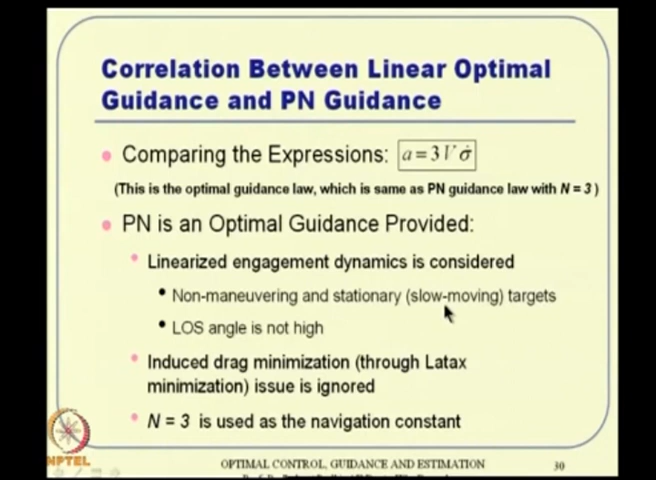 Correlation Between Linear Optimal
Guidance and PN Guidance
Comparing the Expressions: a = 3 V σ̇
(This is the optimal guidance law, which is same as PN guidance law with N = 3 )
PN is an Optimal Guidance Provided:
Linearized engagement dynamics is considered
Non-maneuvering and stationary (slow-moving) targets
LOS angle is not high
Induced drag minimization (through Latax
minimization) issue is ignored
N = 3 is used as the navigation constant
NPTEL
OPTIMAL CONTROL, GUIDANCE AND ESTIMATION
30